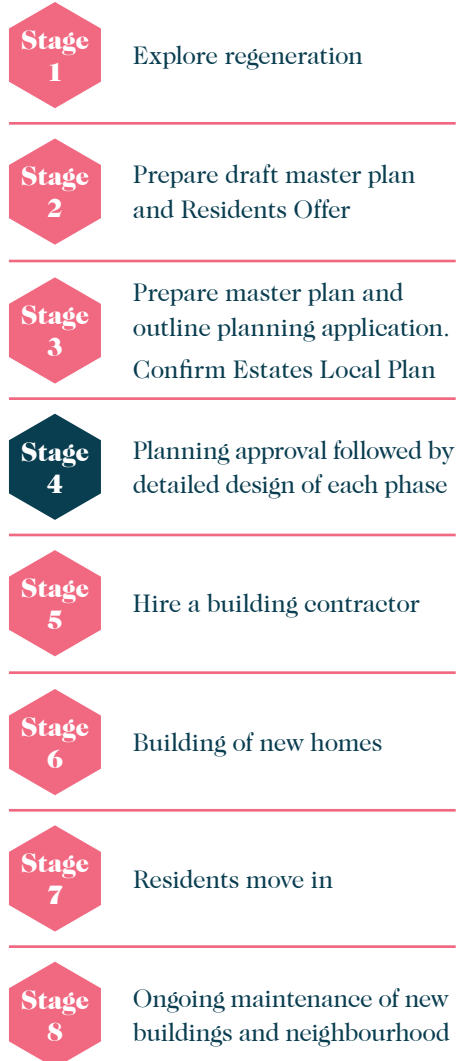 Stage
1
Explore regeneration
Stage
2
Prepare draft master plan
and Residents Offer
Stage
3
Prepare master plan and
outline planning application.
Confirm Estates Local Plan
Stage
4
Planning approval followed by
detailed design of each phase
Stage
5
Hire a building contractor
Stage
6
Building of new homes
Stage
7
Residents move in
Stage
8
Ongoing maintenance of new
buildings and neighbourhood